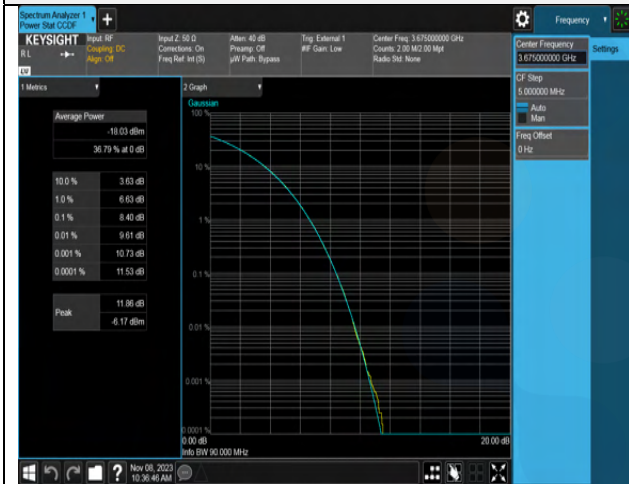 Spectrum Analyzer 1
Power Stat CCDF
Frequency
KEYSIGHT
Input: RF
Input Z: 50 Ω
Atten: 40 dB
Trig: External 1
Center Freq: 3.675000000 GHz
RL
Coupling: DC
Corrections: On
Preamp: Off
#IF Gain: Low
Counts: 2.00 M/2.00 Mpt
Align: Off
Freq Ref: Int (S)
µW Path: Bypass
Radio Std: None
Center Frequency
3.675000000 GHz
Settings
CF Step
5.000000 MHz
Auto
Man
Freq Offset
0 Hz
1 Metrics
Average Power
-18.03 dBm
36.79 % at 0 dB
10.0 % 3.63 dB
1.0 % 6.63 dB
0.1 % 8.40 dB
0.01 % 9.61 dB
0.001 % 10.73 dB
0.0001 % 11.53 dB
Peak
11.86 dB
-6.17 dBm
2 Graph
Gaussian
100 %
10 %
1 %
0.1 %
0.01 %
0.001 %
0.0001 %
0.00 dB
20.00 dB
Info BW 90.000 MHz
Nov 08, 2023
10:36:46 AM